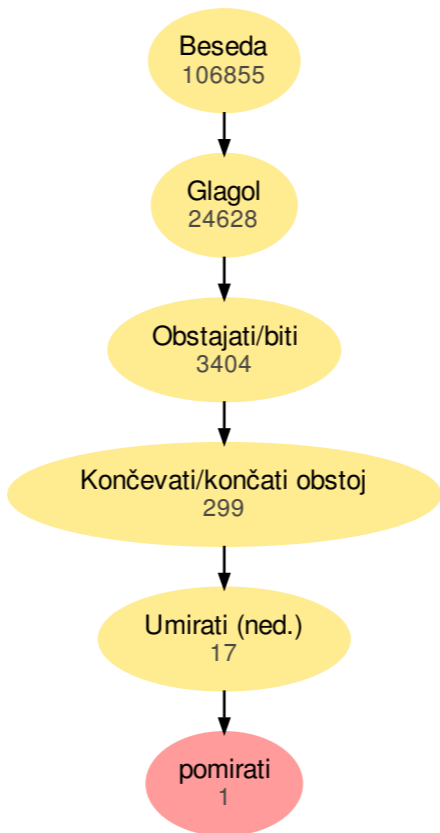 Beseda
106855
Glagol
24628
Obstajati/biti
3404
Končevati/končati obstoj
299
Umirati (ned.)
17
pomirati
1